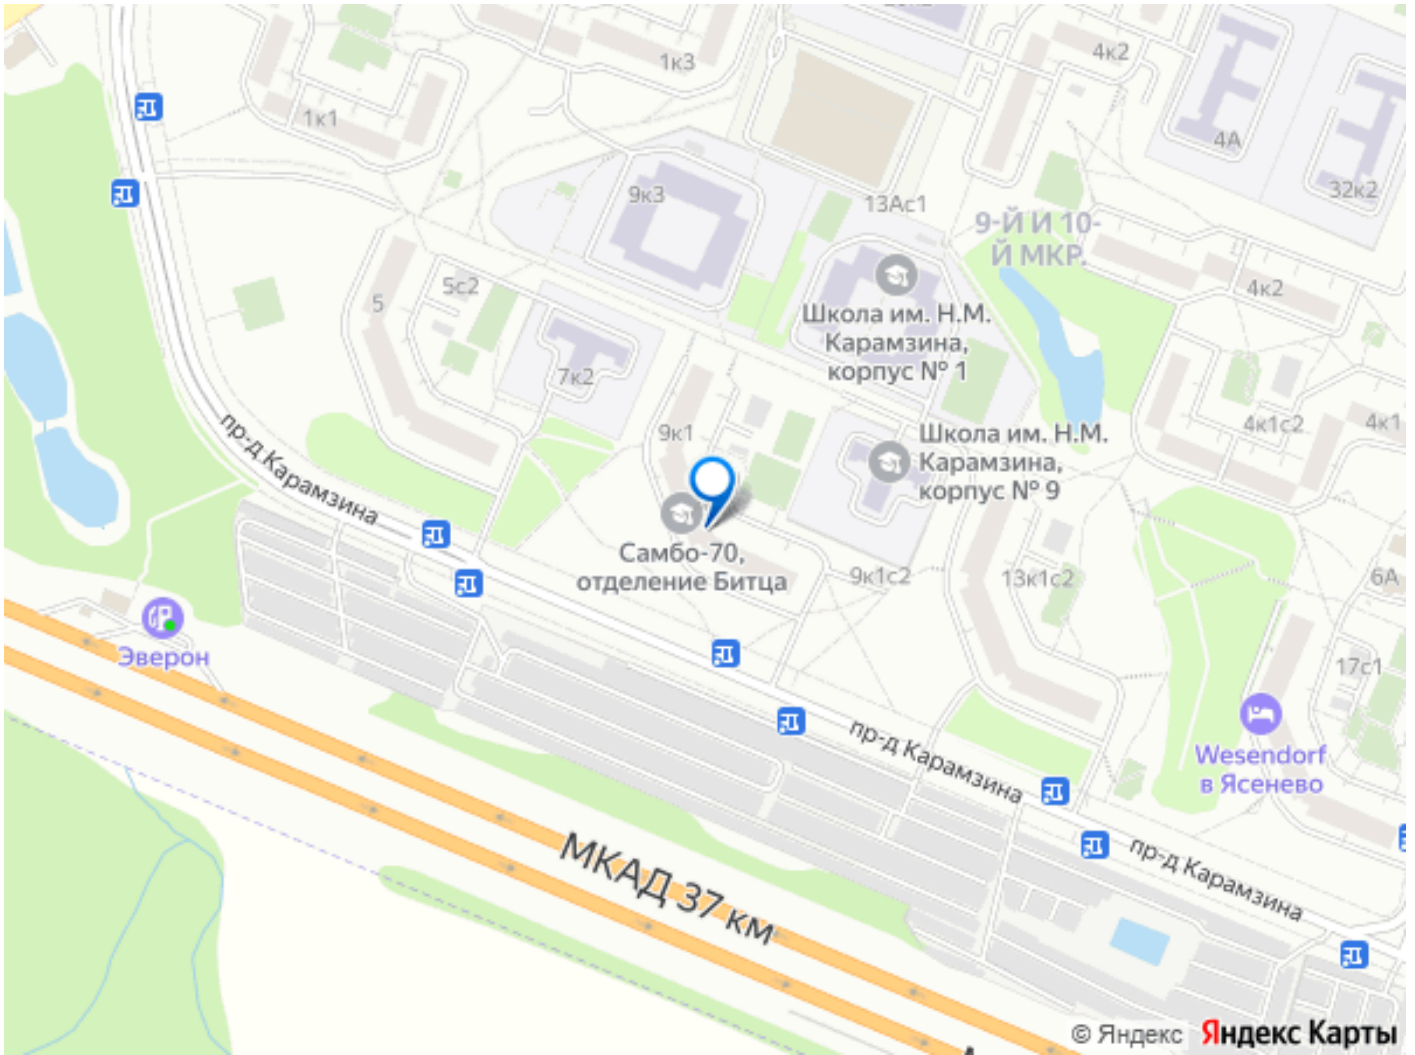 1к3
4к2
4А
1к1
32к2
9к3
13Ас1
9-Й И 10-
Й МКР.
5с2
5
4к2
Школа им. Н.М.
Карамзина,
корпус № 1
7к2
9к1
4к1с2
4к1
Школа им. Н.М.
Карамзина,
корпус № 9
пр-д Карамзина
Самбо-70,
отделение Битца
9к1с2
13к1с2
6А
Эверон
17с1
пр-д Карамзина
Wesendorf
в Ясенево
МКАД 37 км
пр-д Карамзина
© Яндекс Яндекс Карты